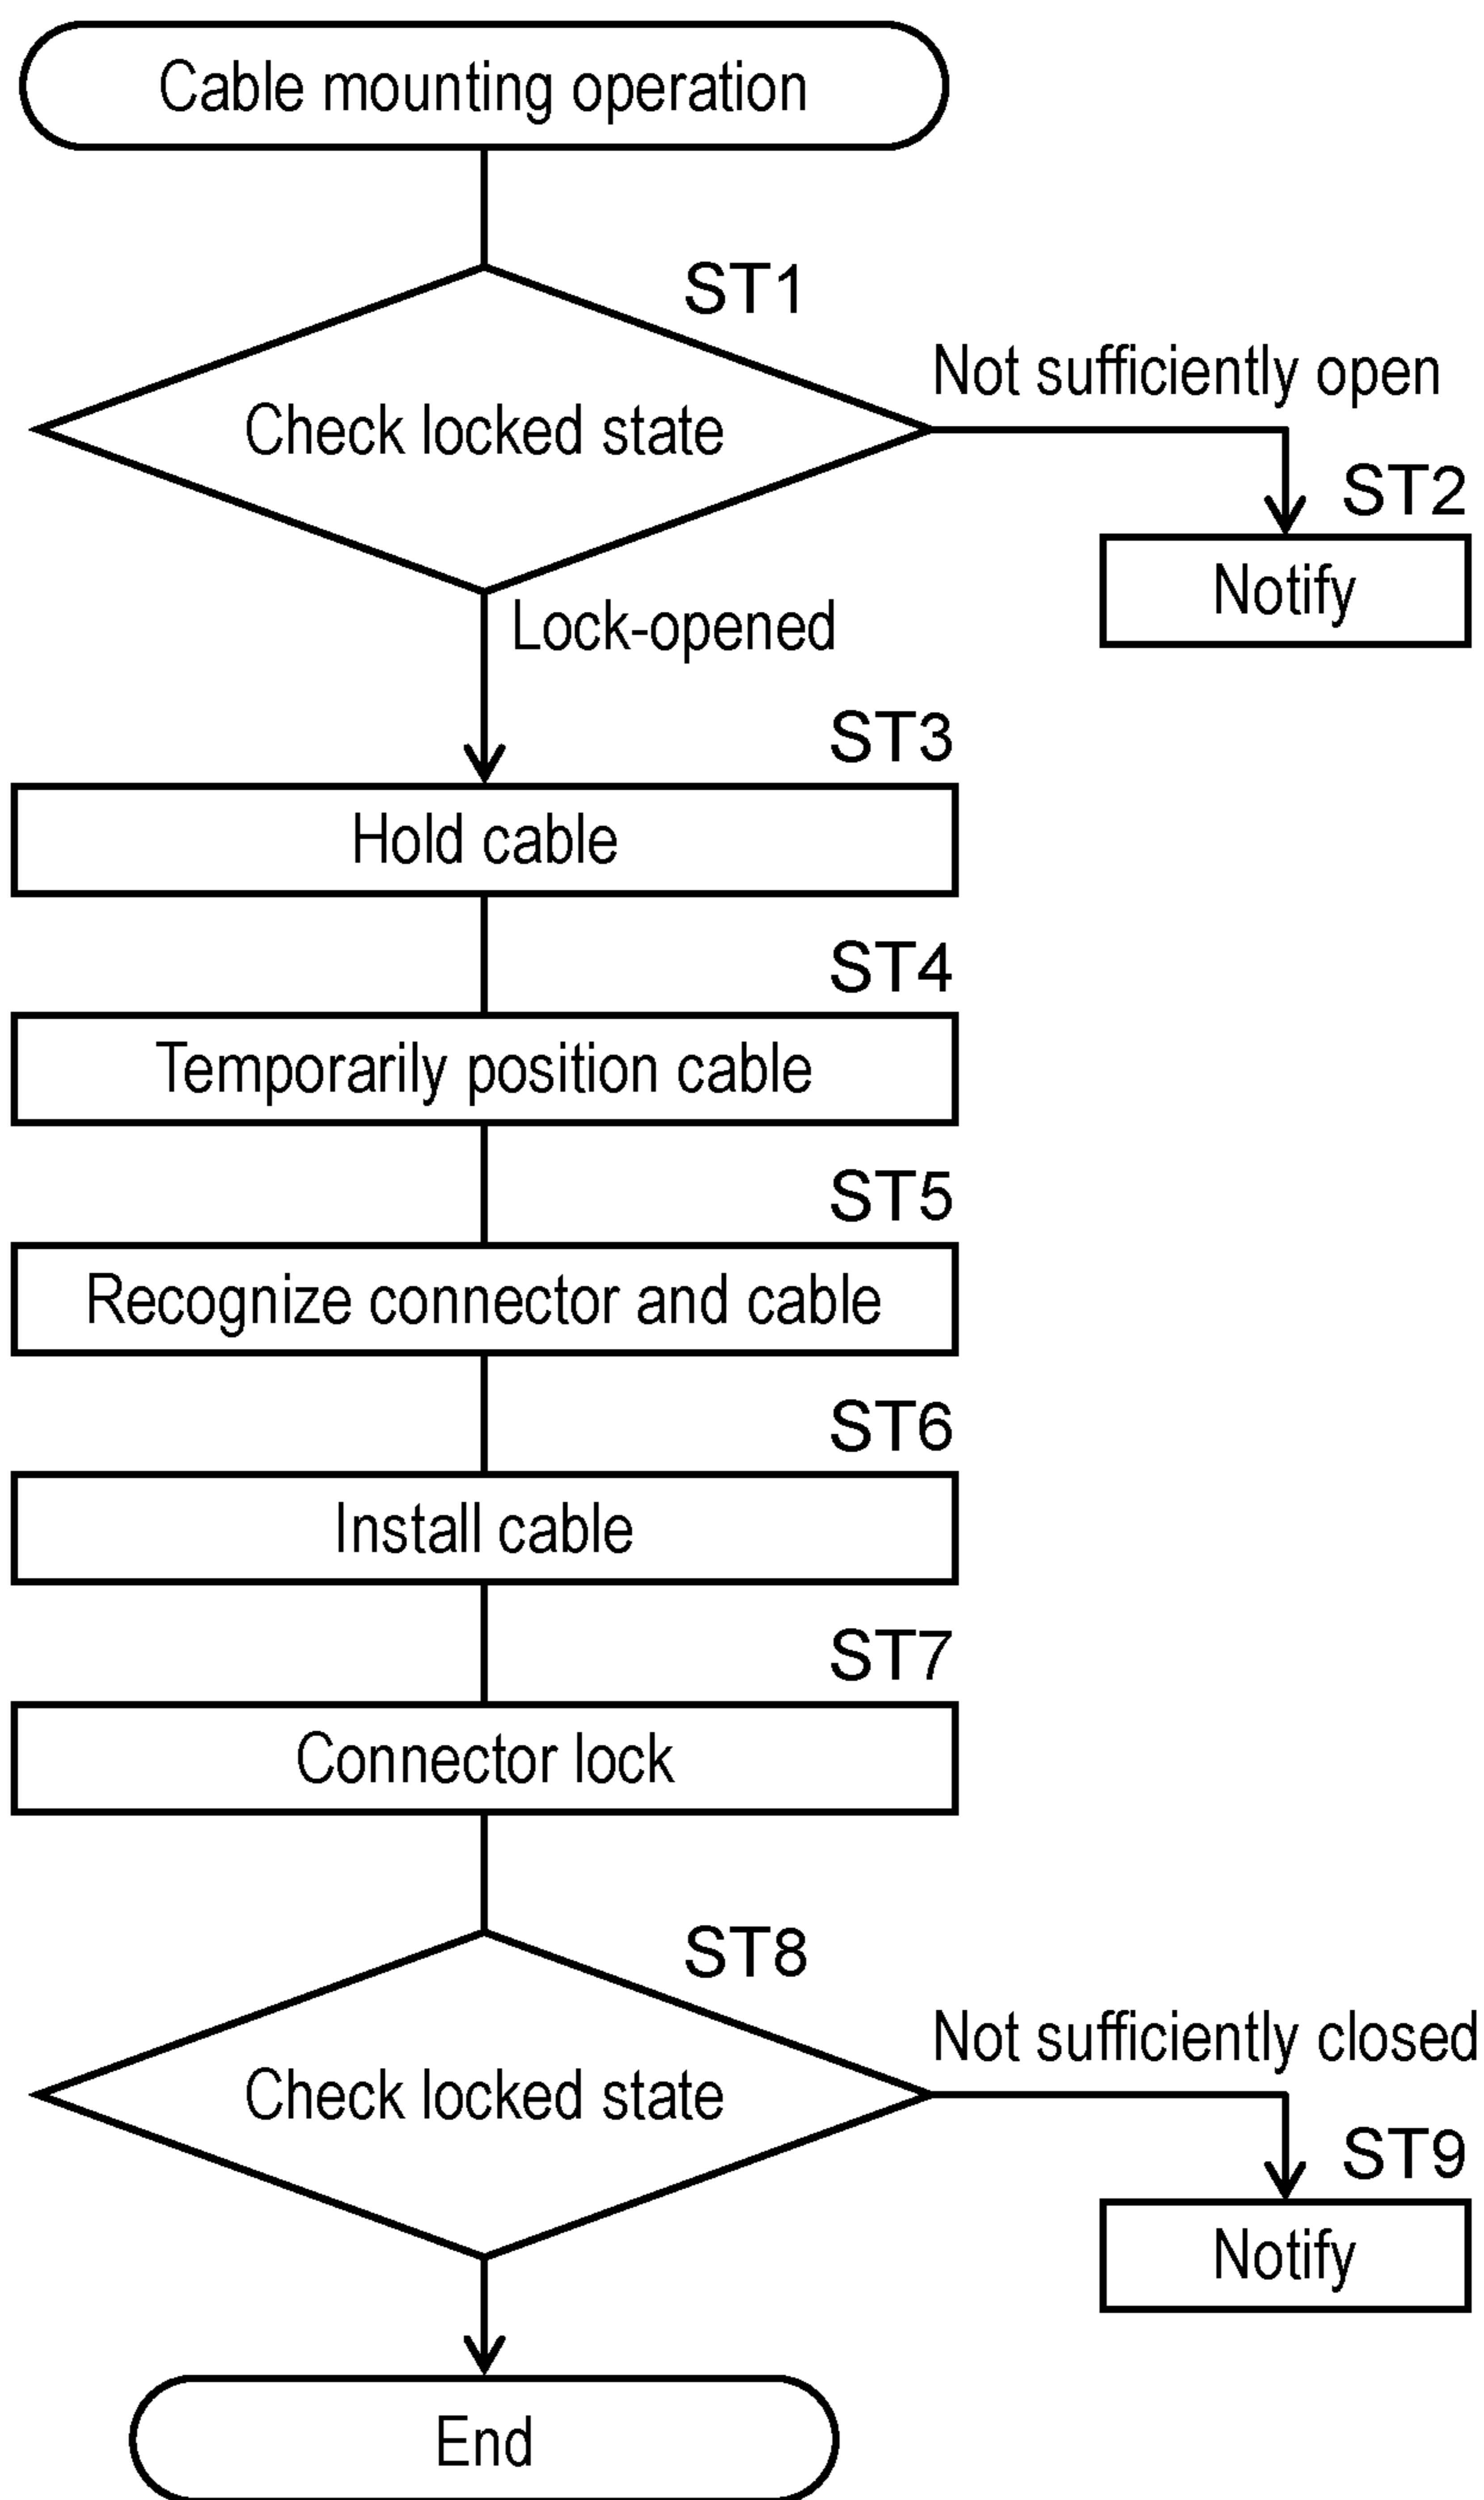 Cable mounting operation
ST1
Check locked state
Not sufficiently open
ST2
Notify
Lock-opened
ST3
Hold cable
ST4
Temporarily position cable
ST5
Recognize connector and cable
ST6
Install cable
ST7
Connector lock
ST8
Check locked state
Not sufficiently closed
ST9
Notify
End